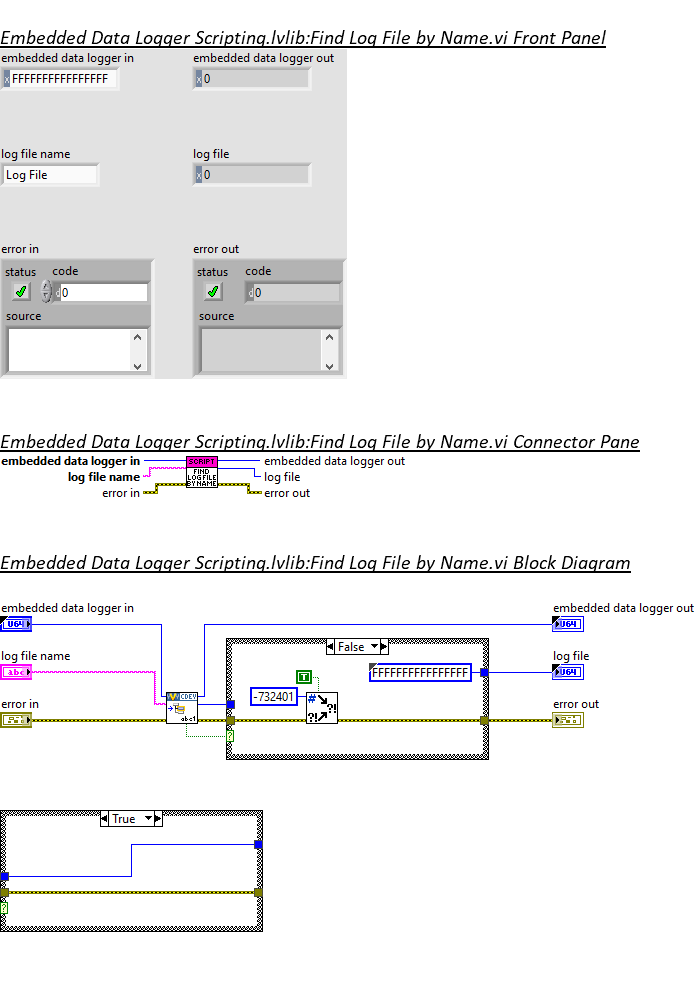 Embedded Data Logger Scripting.lvlib:Find Log File by Name.vi Front Panel
embedded data logger in embedded data logger out
x FFFFFFFFFFFFFFFF x 0
log file name log file
Log File x 0
error in error out
status code status code
d 0 d 0
source source
Embedded Data Logger Scripting.lvlib:Find Log File by Name.vi Connector Pane
embedded data logger in SCRIPT embedded data logger out
log file name FIND log file
LOG FILE
error in BY NAME error out
Embedded Data Logger Scripting.lvlib:Find Log File by Name.vi Block Diagram
embedded data logger in embedded data logger out
U64 U64
False
log file name log file
abc T FFFFFFFFFFFFFFFF U64
CDEV -732401 #
error in ?! error out
abc1 ?!
?
True
?